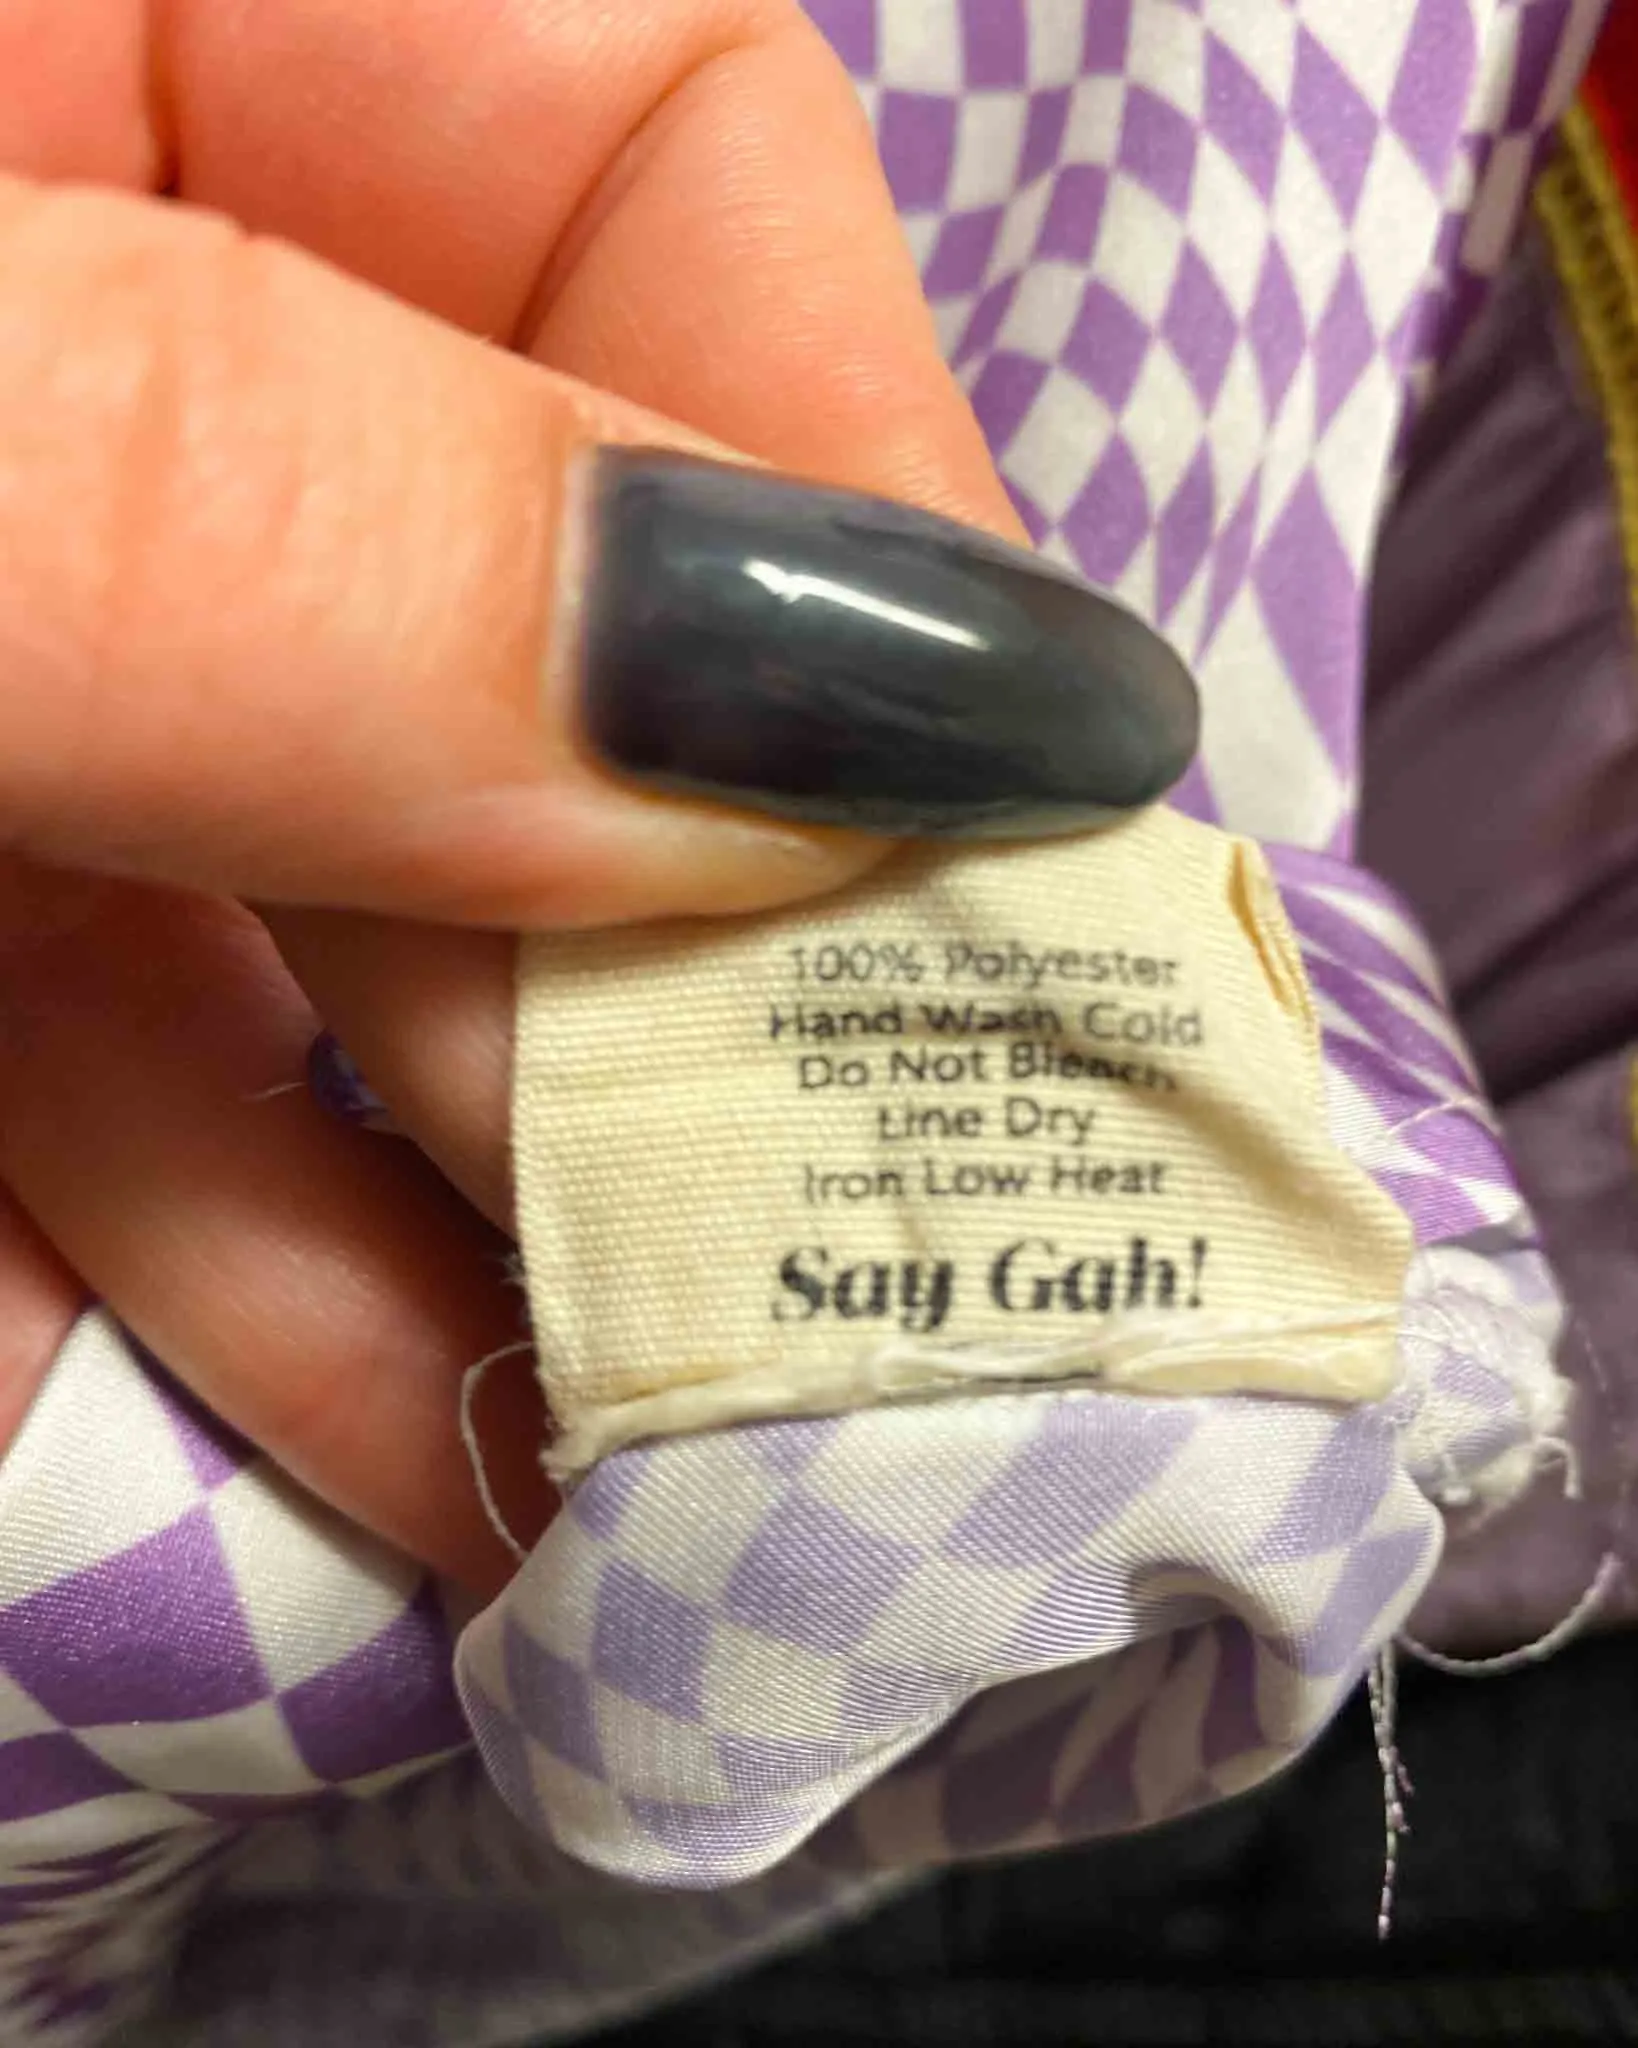 100% Polyester
Hand Wash Cold
Do Not Bleach
Line Dry
Iron Low Heat
Say Gah!